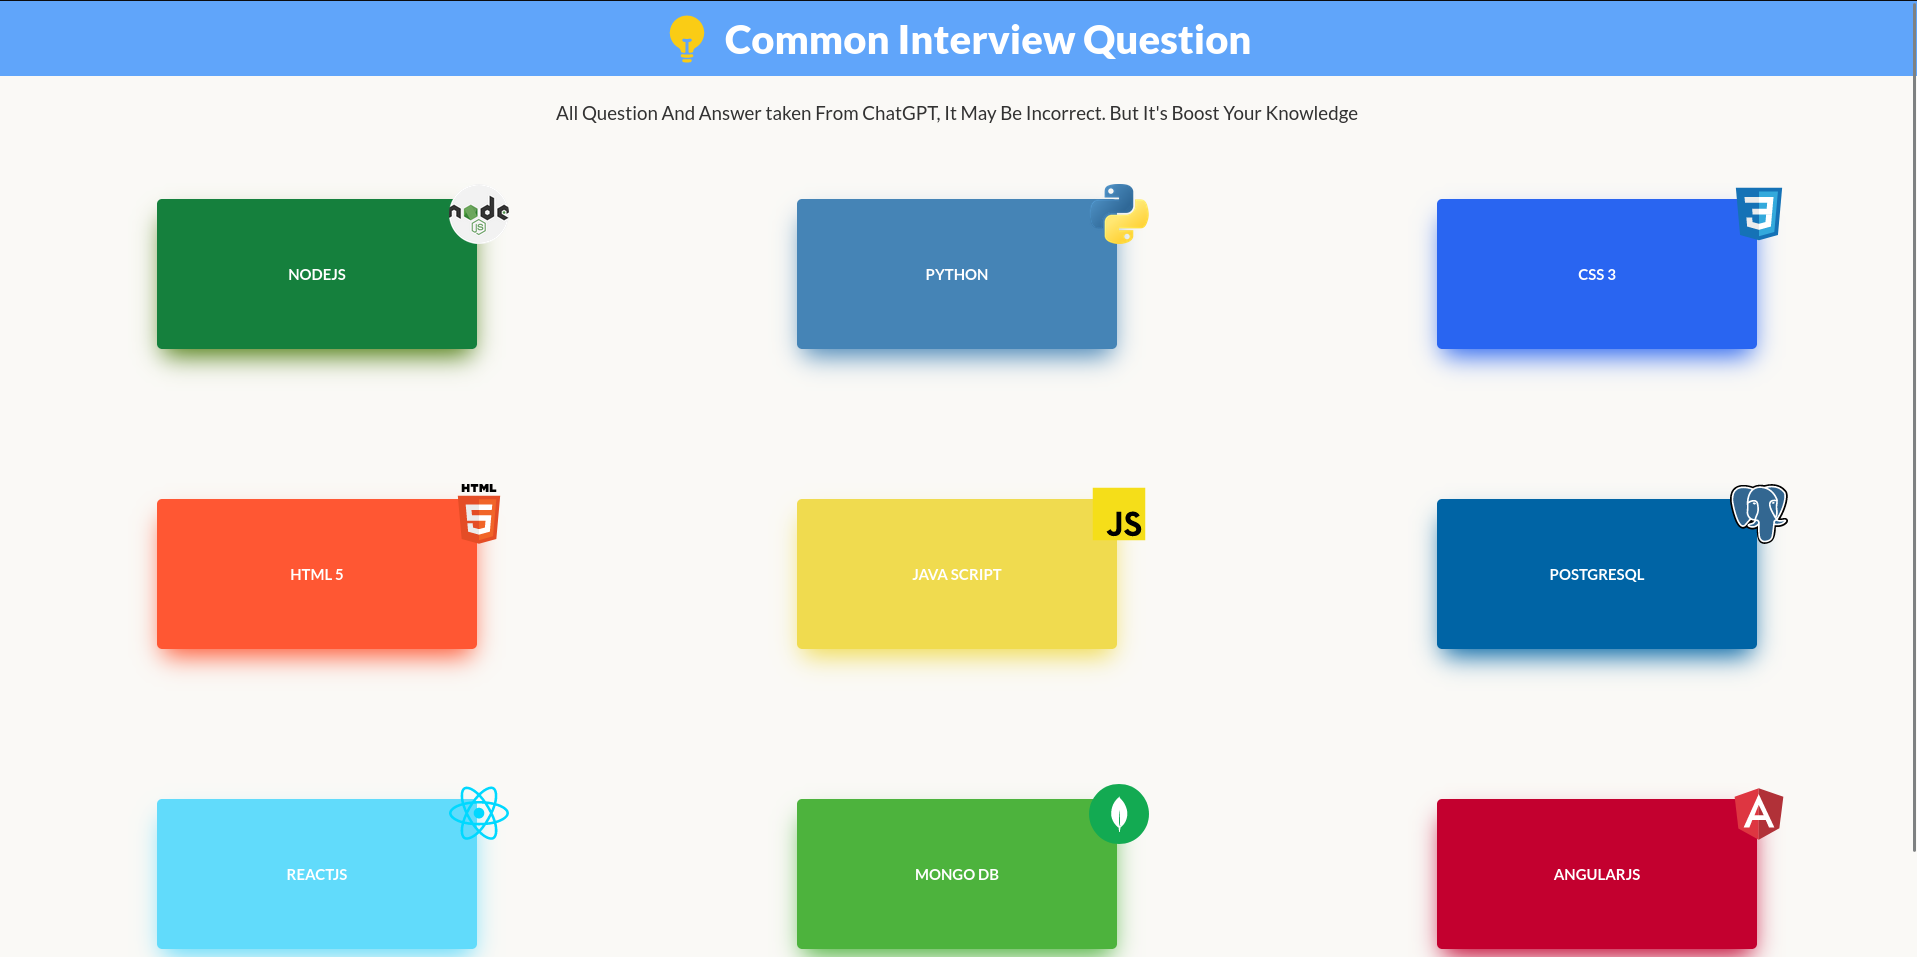 Common Interview Question
All Question And Answer taken From ChatGPT, It May Be Incorrect. But It's Boost Your Knowledge
node
JS
NODEJS
PYTHON
3
CSS 3
HTML
5
HTML 5
JS
JAVA SCRIPT
POSTGRESQL
REACTJS
MONGO DB
A
ANGULARJS